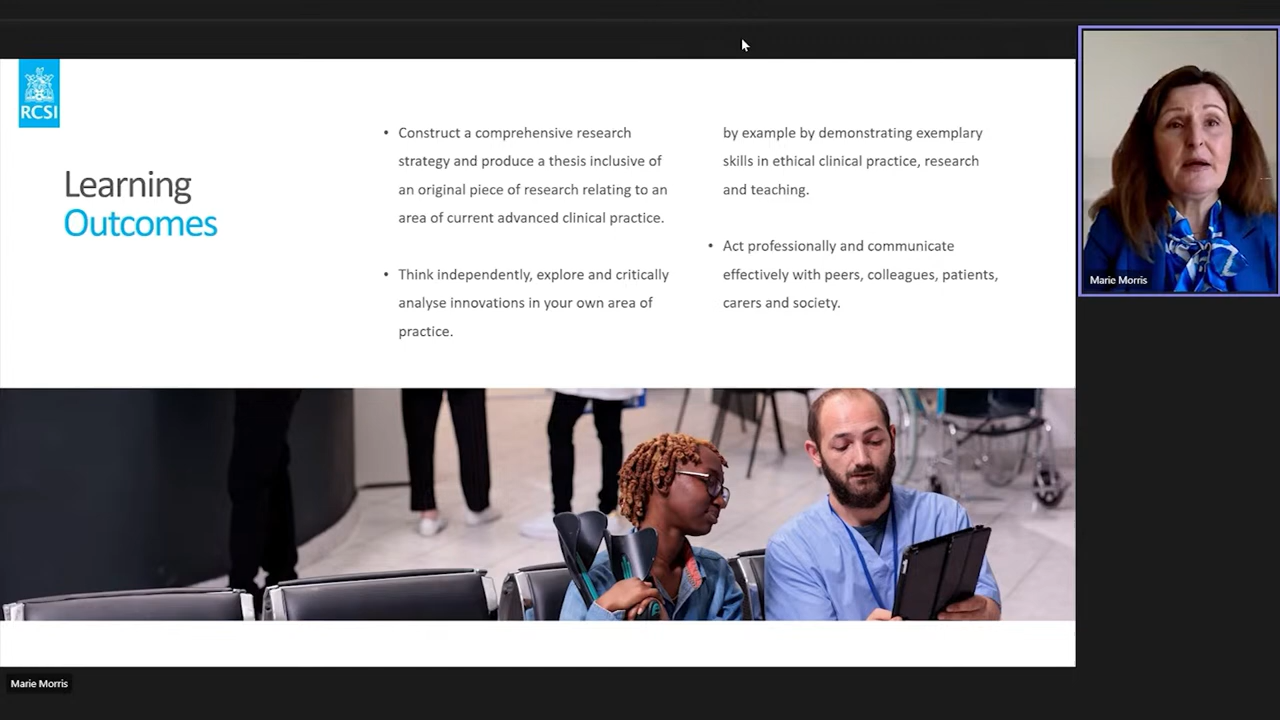 RCSI
Learning
Outcomes
• Construct a comprehensive research
strategy and produce a thesis inclusive of
an original piece of research relating to an
area of current advanced clinical practice.
• Think independently, explore and critically
analyse innovations in your own area of
practice.
by example by demonstrating exemplary
skills in ethical clinical practice, research
and teaching.
• Act professionally and communicate
effectively with peers, colleagues, patients,
carers and society.
Marie Morris
Marie Morris